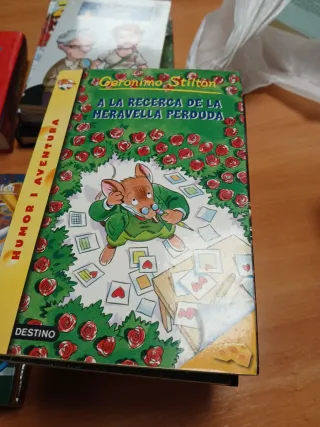 Geronimo Stilton
A LA RECERCA DE LA
MERAVELLA PERDUDA
HUMOR I AVENTURA
DESTINO